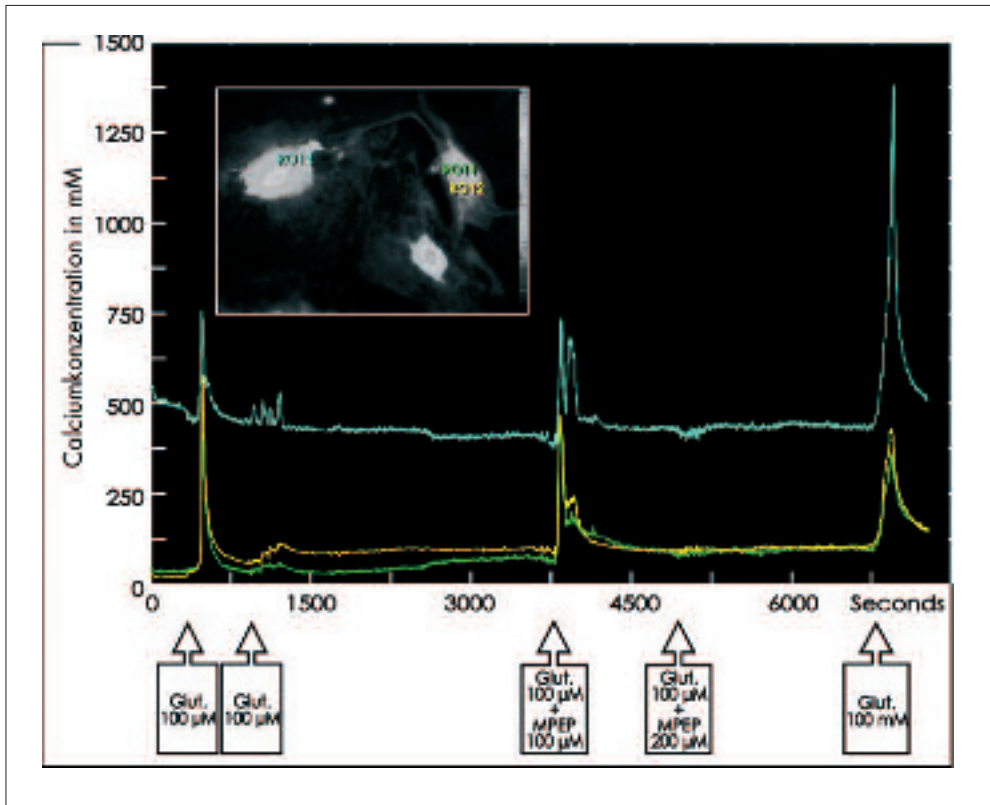 Calciumkonzentration in mM
1500
1250
1000
750
500
250
0
0 1500 3000 4500 6000 Seconds
Glut.
100 µM
Glut.
100 µM
Glut.
100 µM
+
MPEP
100 µM
Glut.
100 µM
+
MPEP
200 µM
Glut.
100 mM